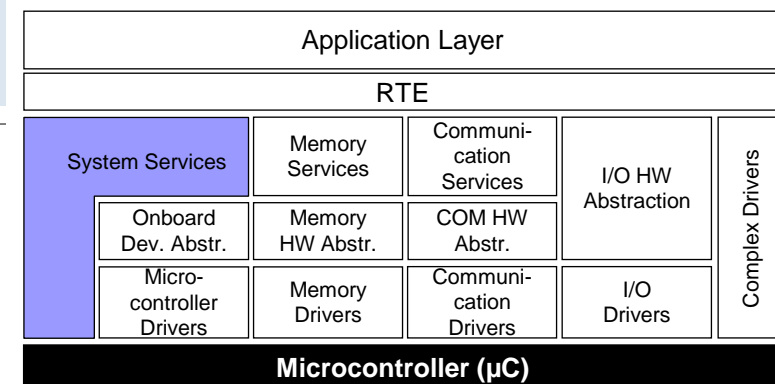 Application Layer
RTE
System Services
Memory
Services
Communi-
cation
Services
I/O HW
Abstraction
Complex Drivers
Onboard
Dev. Abstr.
Memory
HW Abstr.
COM HW
Abstr.
Micro-
controller
Drivers
Memory
Drivers
Communi-
cation
Drivers
I/O
Drivers
Microcontroller (µC)